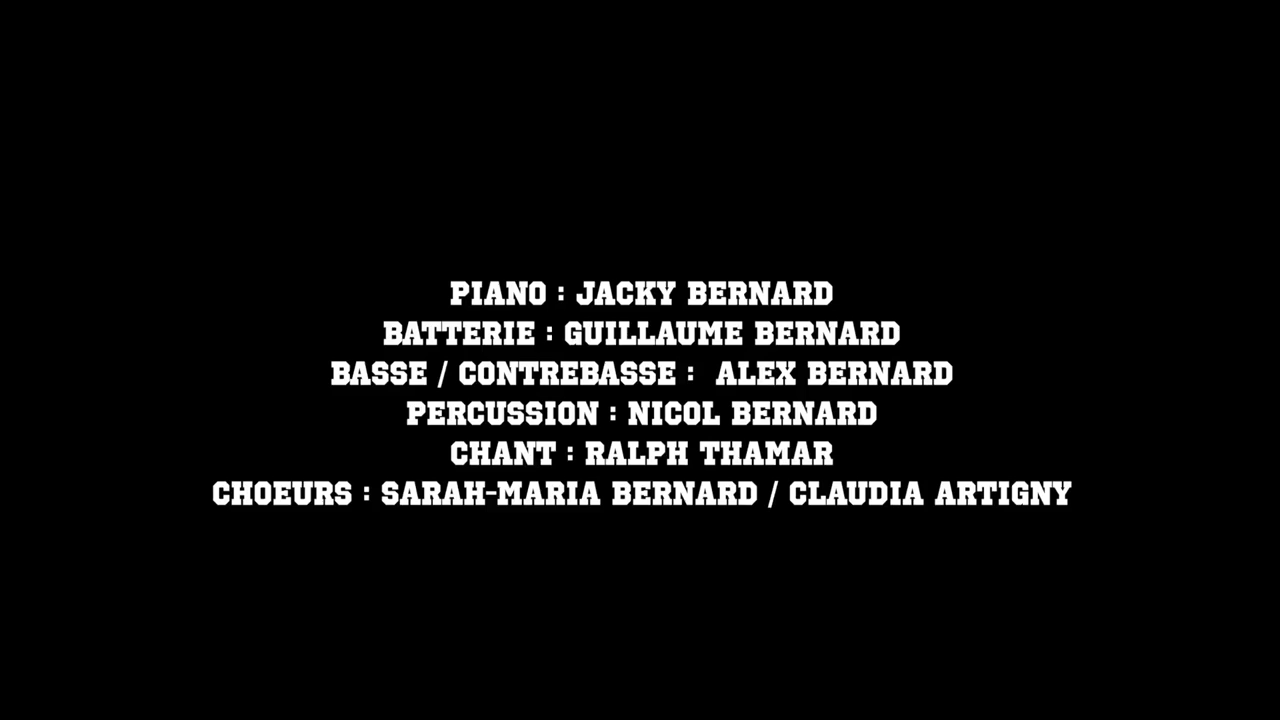 PIANO : JACKY BERNARD
BATTERIE : GUILLAUME BERNARD
BASSE / CONTREBASSE :  ALEX BERNARD
PERCUSSION : NICOL BERNARD
CHANT : RALPH THAMAR
CHOEURS : SARAH-MARIA BERNARD / CLAUDIA ARTIGNY